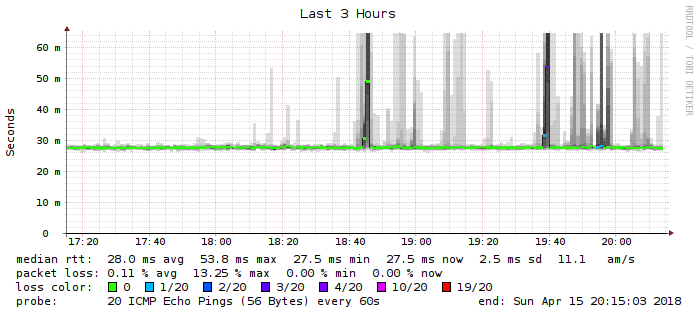 Last 3 Hours
RRDTOOL / TOBI OETIKER
Seconds
60 m
50 m
40 m
30 m
20 m
10 m
0
17:20 17:40 18:00 18:20 18:40 19:00 19:20 19:40 20:00
median rtt: 28.0 ms avg 53.8 ms max 27.5 ms min 27.5 ms now 2.5 ms sd 11.1 am/s
packet loss: 0.11 % avg 13.25 % max 0.00 % min 0.00 % now
loss color: 0 1/20 2/20 3/20 4/20 10/20 19/20
probe: 20 ICMP Echo Pings (56 Bytes) every 60s end: Sun Apr 15 20:15:03 2018